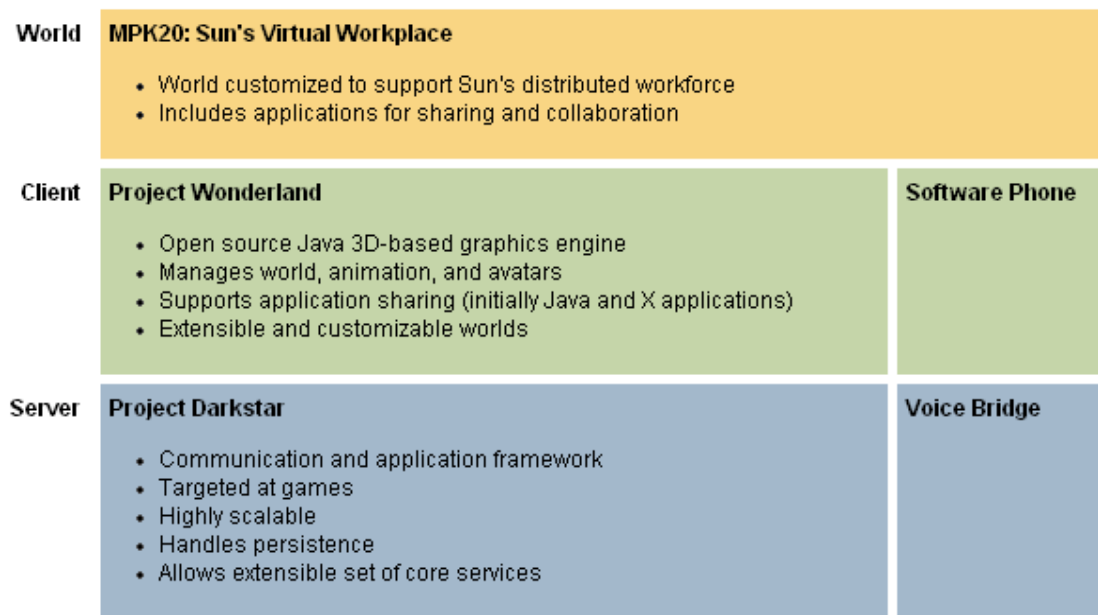 World
MPK20: Sun's Virtual Workplace
• World customized to support Sun's distributed workforce
• Includes applications for sharing and collaboration
Client
Project Wonderland
• Open source Java 3D-based graphics engine
• Manages world, animation, and avatars
• Supports application sharing (initially Java and X applications)
• Extensible and customizable worlds
Software Phone
Server
Project Darkstar
• Communication and application framework
• Targeted at games
• Highly scalable
• Handles persistence
• Allows extensible set of core services
Voice Bridge